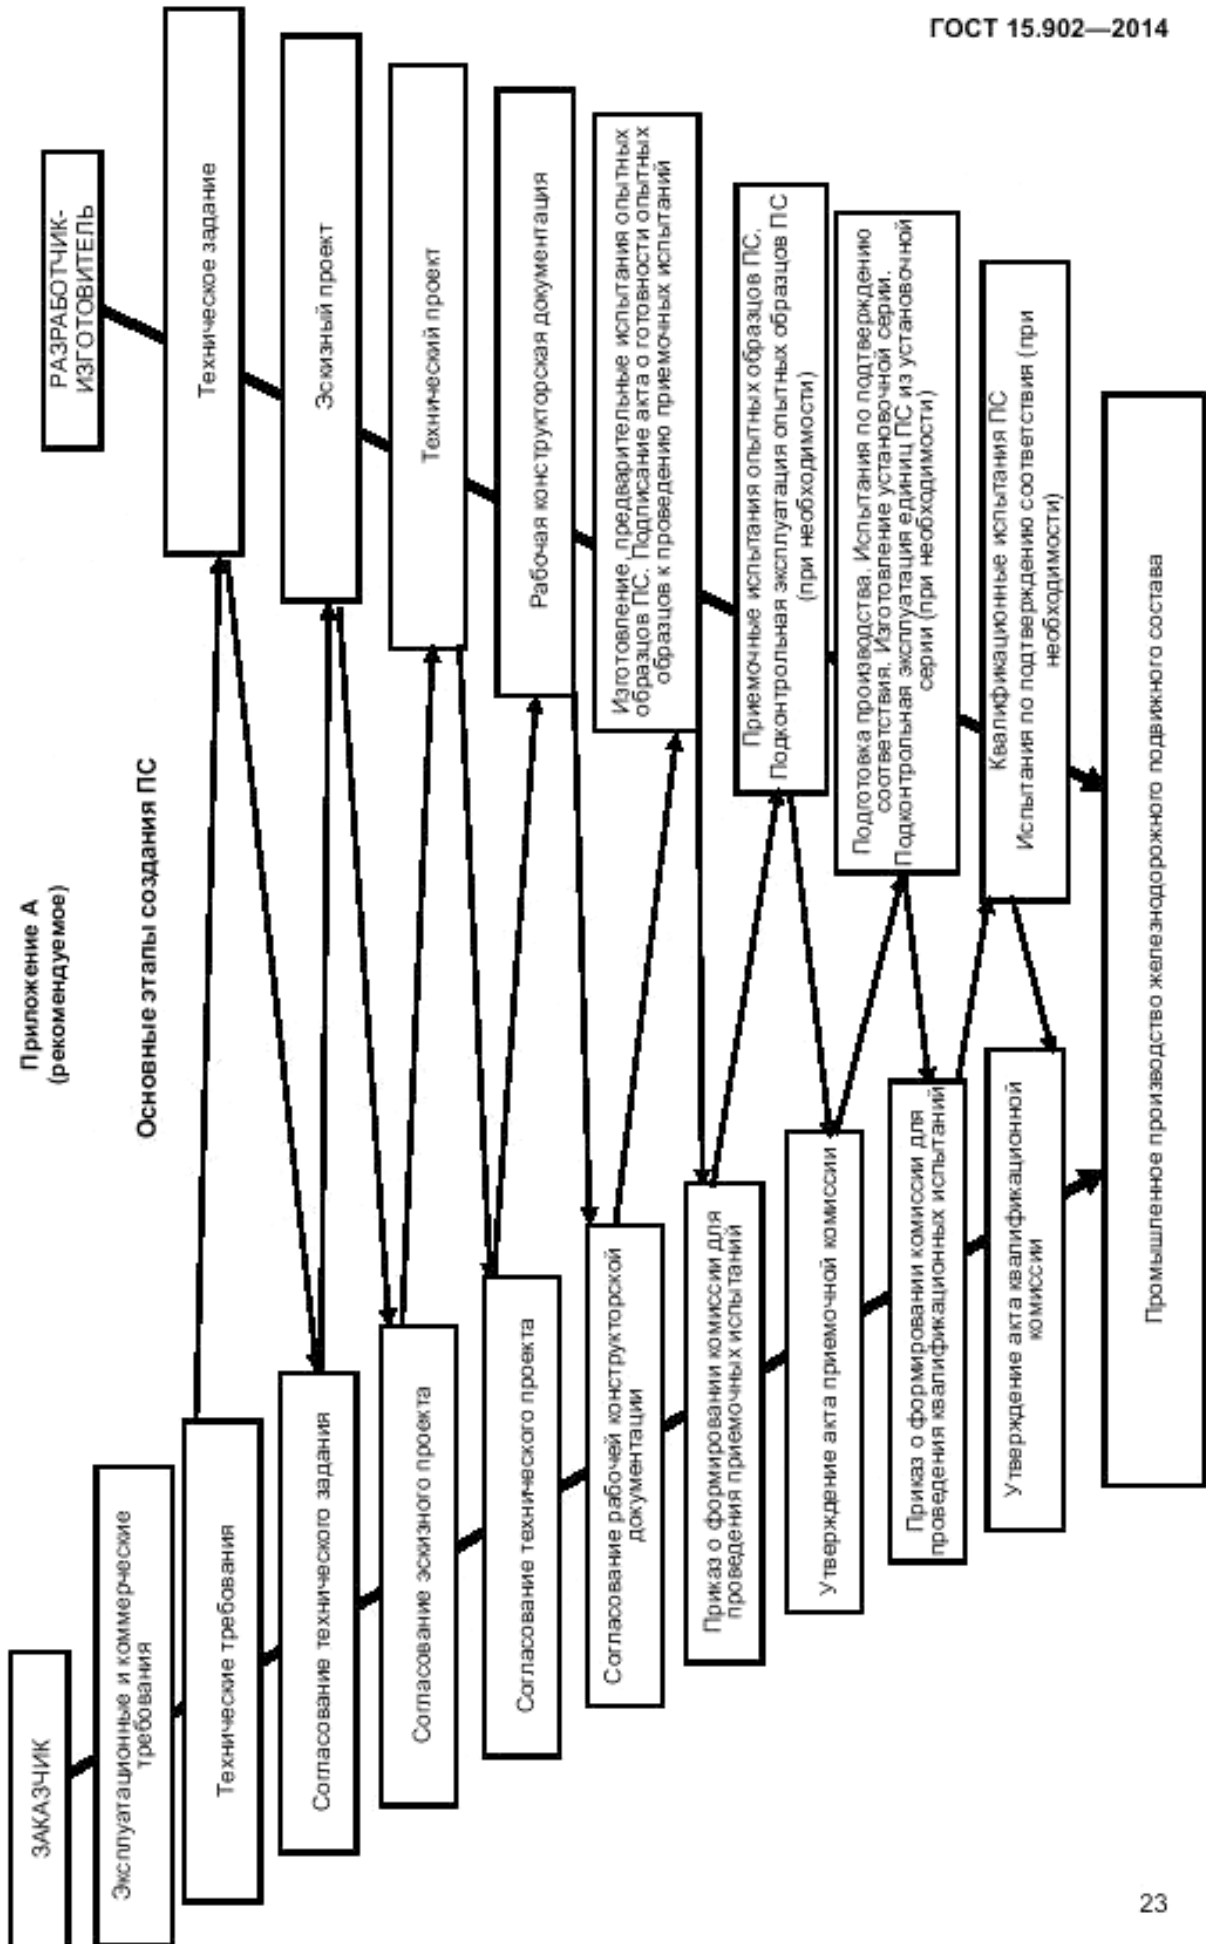 ГОСТ 15.902—2014
Приложение А
(рекомендуемое)
Основные этапы создания ПС
ЗАКАЗЧИК
Эксплуатационные и коммерческие
требования
Технические требования
Согласование технического задания
Согласование эскизного проекта
Согласование технического проекта
Согласование рабочей конструкторской
документации
Приказ о формировании комиссии для
проведения приемочных испытаний
Утверждение акта приемочной комиссии
Приказ о формировании комиссии для
проведения квалификационных испытаний
Утверждение акта квалификационной
комиссии
РАЗРАБОТЧИК-
ИЗГОТОВИТЕЛЬ
Техническое задание
Эскизный проект
Технический проект
Рабочая конструкторская документация
Изготовление, предварительные испытания опытных
образцов ПС. Подписание акта о готовности опытных
образцов к проведению приемочных испытаний
Приемочные испытания опытных образцов ПС.
Подконтрольная эксплуатация опытных образцов ПС
(при необходимости)
Подготовка производства. Испытания по подтверждению
соответствия. Изготовление установочной серии.
Подконтрольная эксплуатация единиц ПС из установочной
серии (при необходимости)
Квалификационные испытания ПС
Испытания по подтверждению соответствия (при
необходимости)
Промышленное производство железнодорожного подвижного состава
23